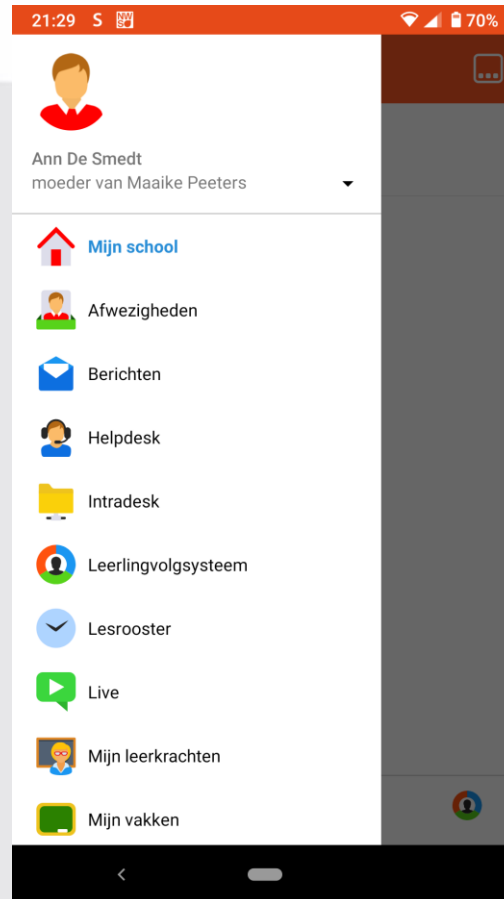 21:29 S 70%
Ann De Smedt
moeder van Maaike Peeters
Mijn school
Afwezigheden
Berichten
Helpdesk
Intradesk
Leerlingvolgsysteem
Lesrooster
Live
Mijn leerkrachten
Mijn vakken